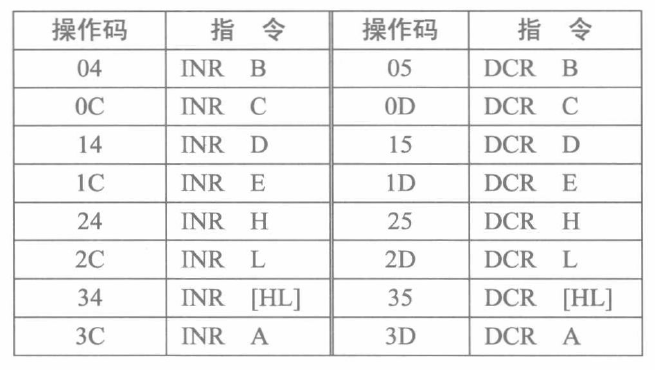 操作码 指 令 操作码 指 令
04 INR B 05 DCR B
0C INR C 0D DCR C
14 INR D 15 DCR D
1C INR E 1D DCR E
24 INR H 25 DCR H
2C INR L 2D DCR L
34 INR [HL] 35 DCR [HL]
3C INR A 3D DCR A